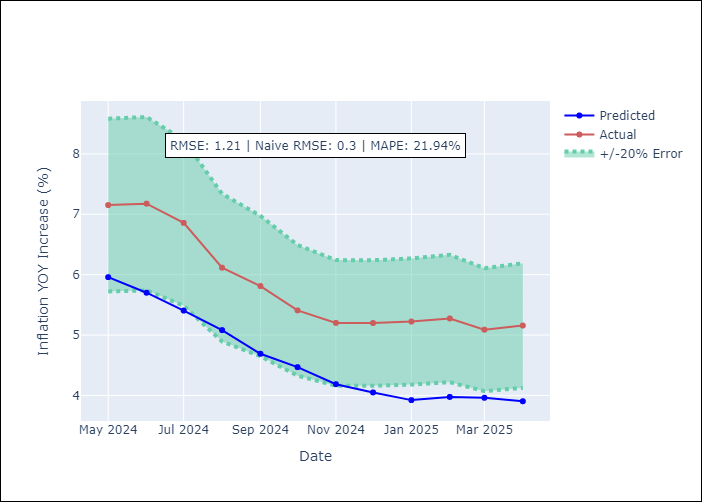 RMSE: 1.21 | Naive RMSE: 0.3 | MAPE: 21.94%
Predicted
Actual
+/-20% Error
Inflation YOY Increase (%)
8
7
6
5
4
May 2024
Jul 2024
Sep 2024
Nov 2024
Jan 2025
Mar 2025
Date